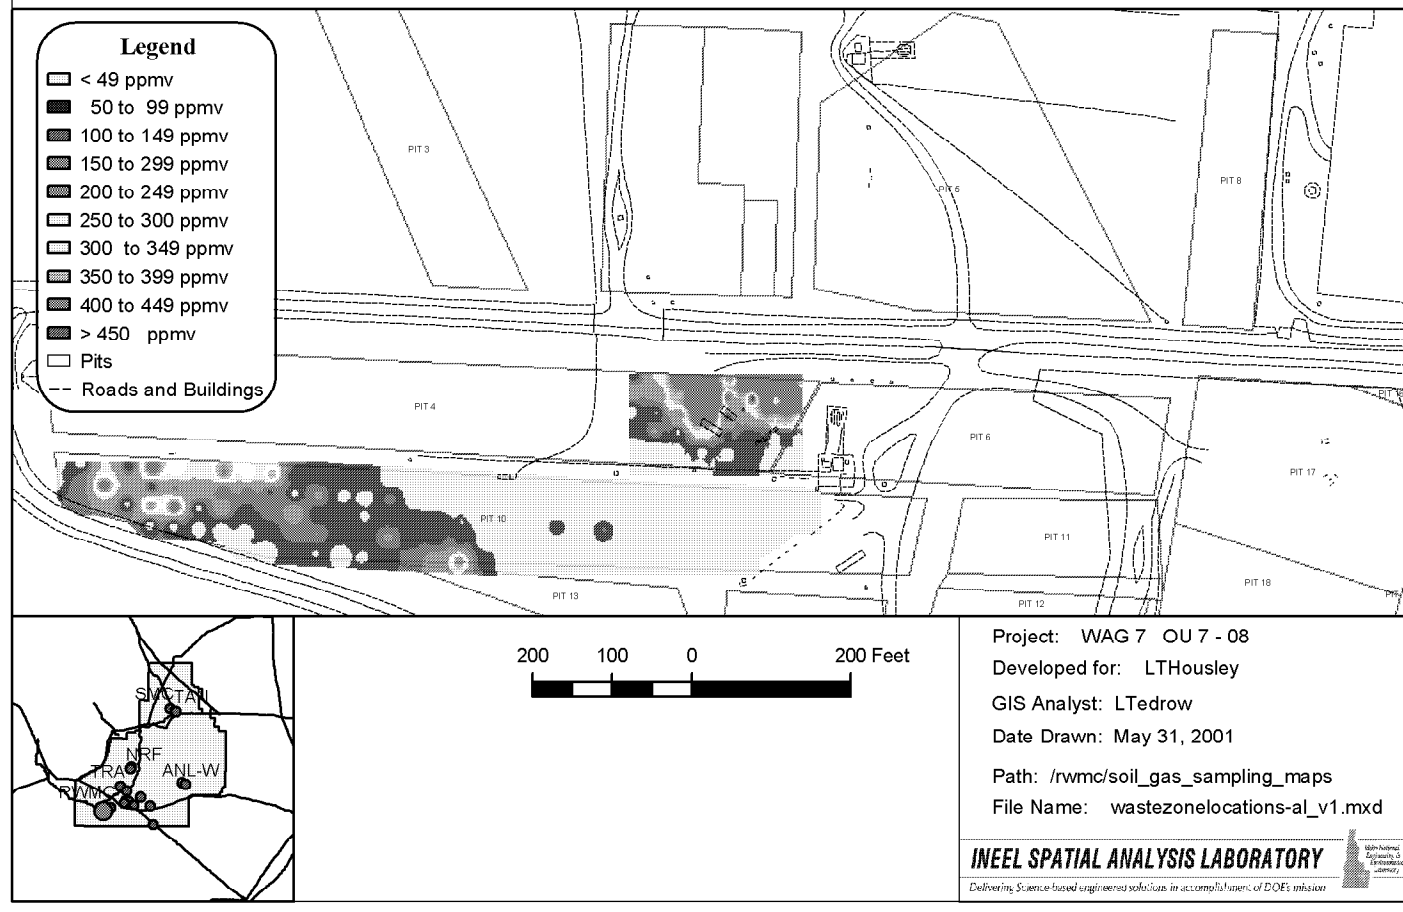 Legend
< 49 ppmv
50 to 99 ppmv
100 to 149 ppmv
150 to 299 ppmv
200 to 249 ppmv
250 to 300 ppmv
300 to 349 ppmv
350 to 399 ppmv
400 to 449 ppmv
> 450 ppmv
Pits
Roads and Buildings
PIT 3
PIT 5
PIT 8
PIT 4
PIT 6
PIT 17
PIT 10
PIT 11
PIT 13
PIT 12
PIT 18
200 100 0 200 Feet
NRF
TRA
ANL-W
RWMC
Project: WAG 7 OU 7 - 08
Developed for: LTHousley
GIS Analyst: LTedrow
Date Drawn: May 31, 2001
Path: /rwmc/soil_gas_sampling_maps
File Name: wastezonelocations-al_v1.mxd
INEEL SPATIAL ANALYSIS LABORATORY
Delivering Science-based engineered solutions in accomplishment of DOE's mission